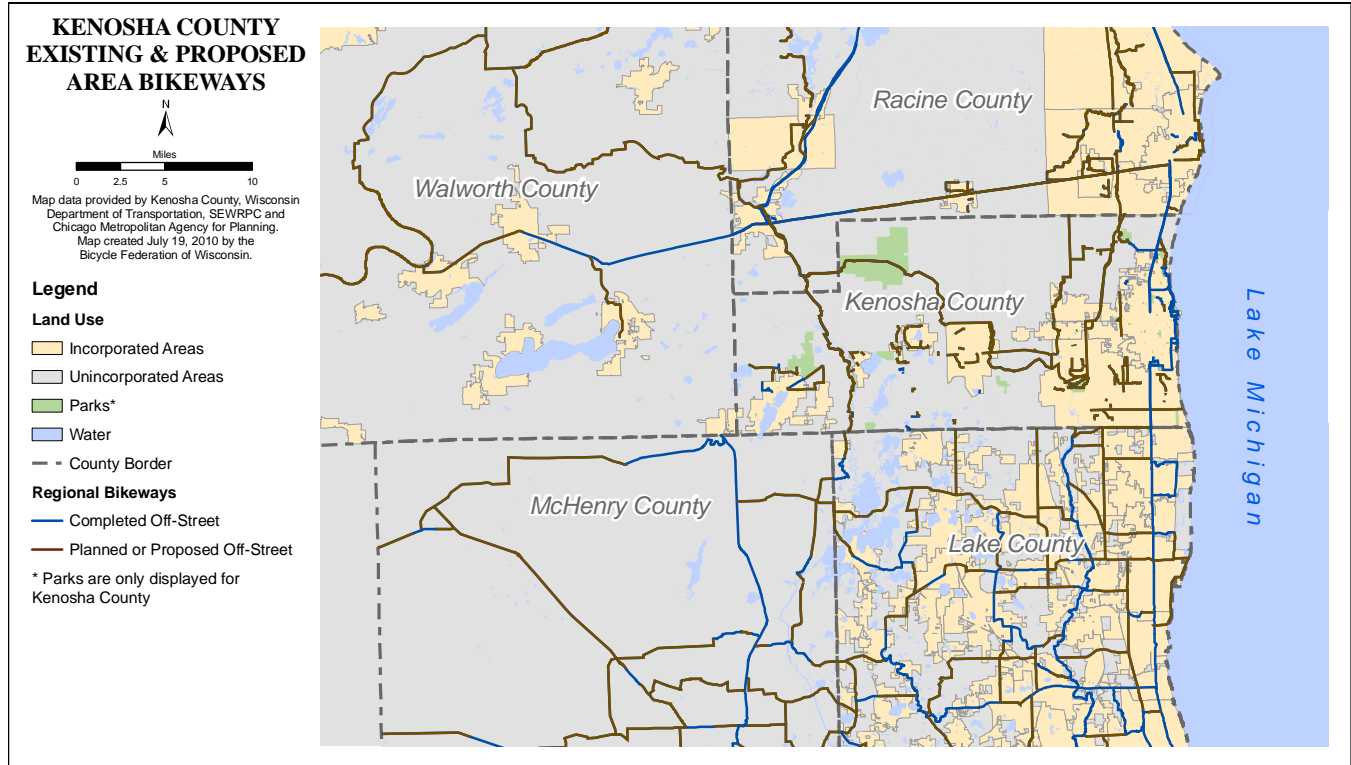 KENOSHA COUNTY
EXISTING & PROPOSED
AREA BIKEWAYS
N
Miles
0 2.5 5 10
Map data provided by Kenosha County, Wisconsin
Department of Transportation, SEWRPC and
Chicago Metropolitan Agency for Planning.
Map created July 19, 2010 by the
Bicycle Federation of Wisconsin.
Legend
Land Use
Incorporated Areas
Unincorporated Areas
Parks*
Water
County Border
Regional Bikeways
Completed Off-Street
Planned or Proposed Off-Street
* Parks are only displayed for
Kenosha County
Racine County
Walworth County
Kenosha County
McHenry County
Lake County
Lake Michigan